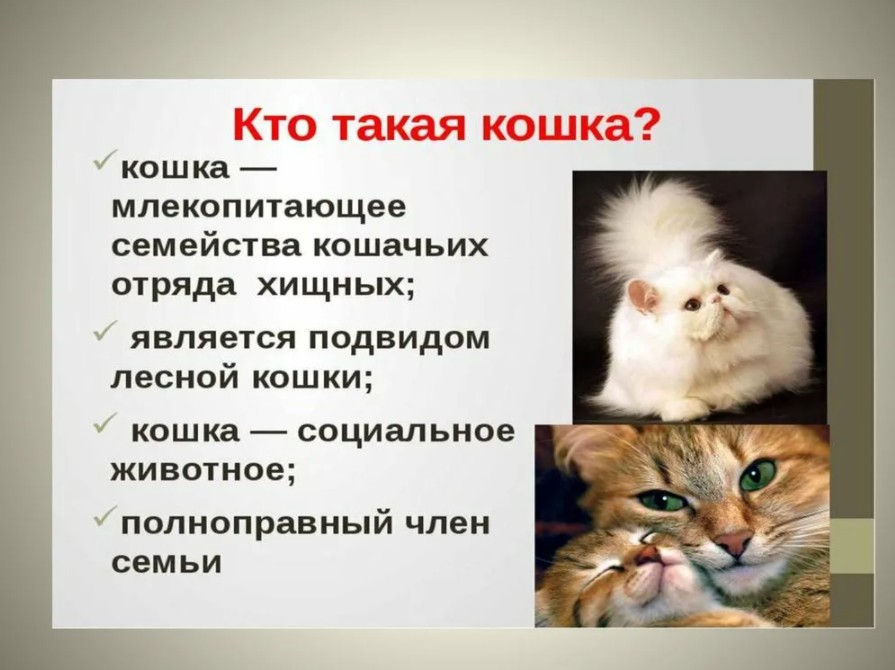 Кто такая кошка?
кошка —
млекопитающее
семейства кошачьих
отряда хищных;
является подвидом
лесной кошки;
кошка — социальное
животное;
полноправный член
семьи